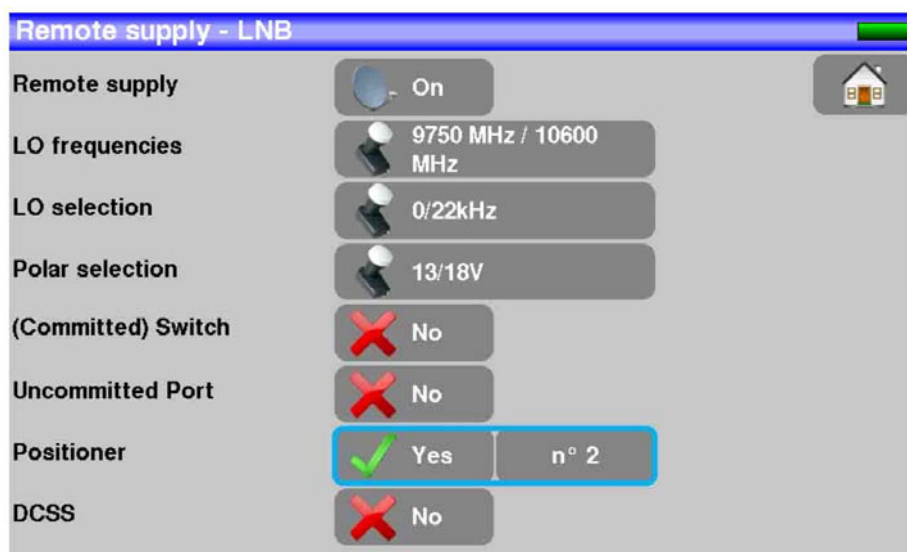 Remote supply - LNB
Remote supply
On
LO frequencies
9750 MHz / 10600
MHz
LO selection
0/22kHz
Polar selection
13/18V
(Committed) Switch
No
Uncommitted Port
No
Positioner
Yes
n° 2
DCSS
No